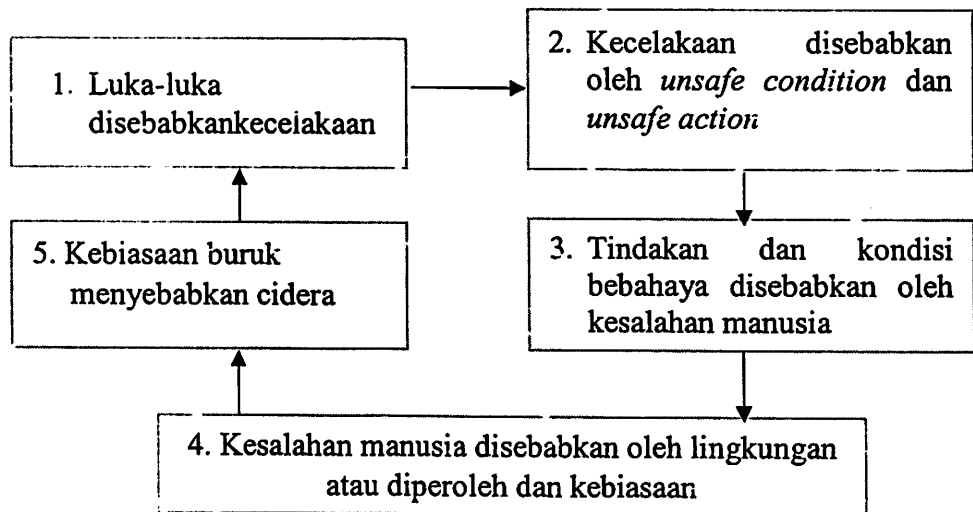 1. Luka-luka
disebabkankecelakaan
2. Kecelakaan disebabkan
oleh unsafe condition dan
unsafe action
3. Tindakan dan kondisi
bebahaya disebabkan oleh
kesalahan manusia
4. Kesalahan manusia disebabkan oleh lingkungan
atau diperoleh dan kebiasaan
5. Kebiasaan buruk
menyebabkan cidera